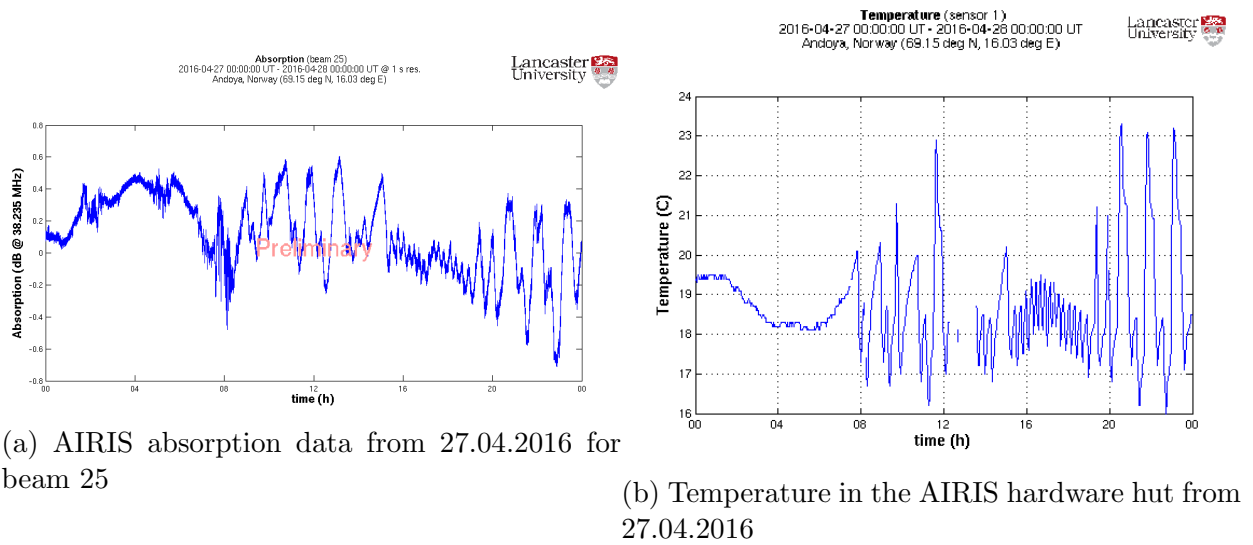 Absorption (beam 25)
2016-04-27 00:00:00 UT - 2016-04-28 00:00:00 UT @ 1 s res.
Andoya, Norway (69.15 deg N, 16.03 deg E)
Lancaster
University
0.8
0.6
0.4
0.2
0
-0.2
-0.4
-0.6
-0.8
Absorption (dB @ 38.235 MHz)
Preliminary
00 04 08 12 16 20 00
time (h)
(a) AIRIS absorption data from 27.04.2016 for
beam 25
Temperature (sensor 1)
2016-04-27 00:00:00 UT - 2016-04-28 00:00:00 UT
Andoya, Norway (69.15 deg N, 16.03 deg E)
Lancaster
University
24
23
22
21
20
19
18
17
16
Temperature (C)
00 04 08 12 16 20 00
time (h)
(b) Temperature in the AIRIS hardware hut from
27.04.2016